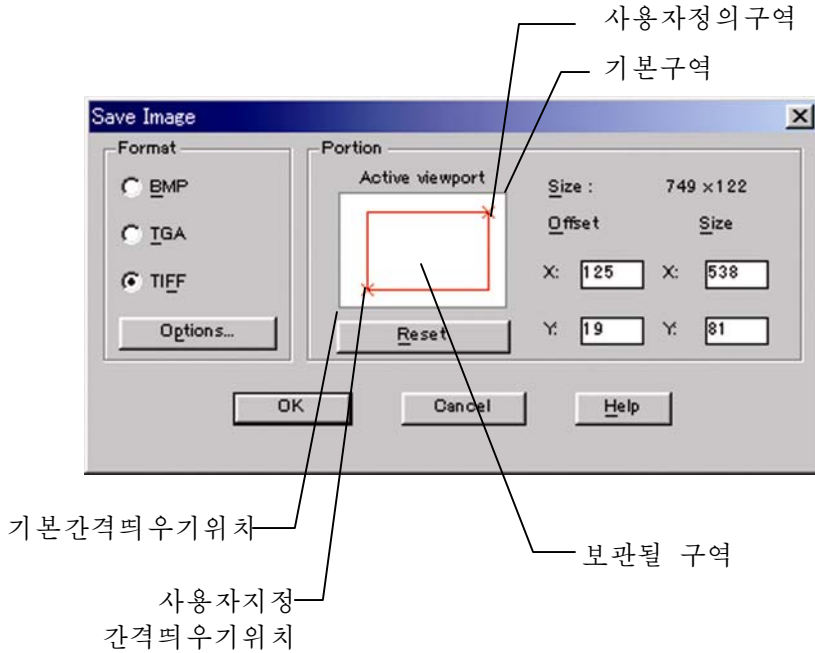 사용자정의구역
기본구역
Save Image
Format
Portion
BMP
TGA
TIFF
Options...
Active viewport
Reset
Size : 749 ×122
Offset Size
X: 125 X: 538
Y: 19 Y: 81
OK Cancel Help
기본간격띄우기위치
보관될 구역
사용자지정
간격띄우기위치